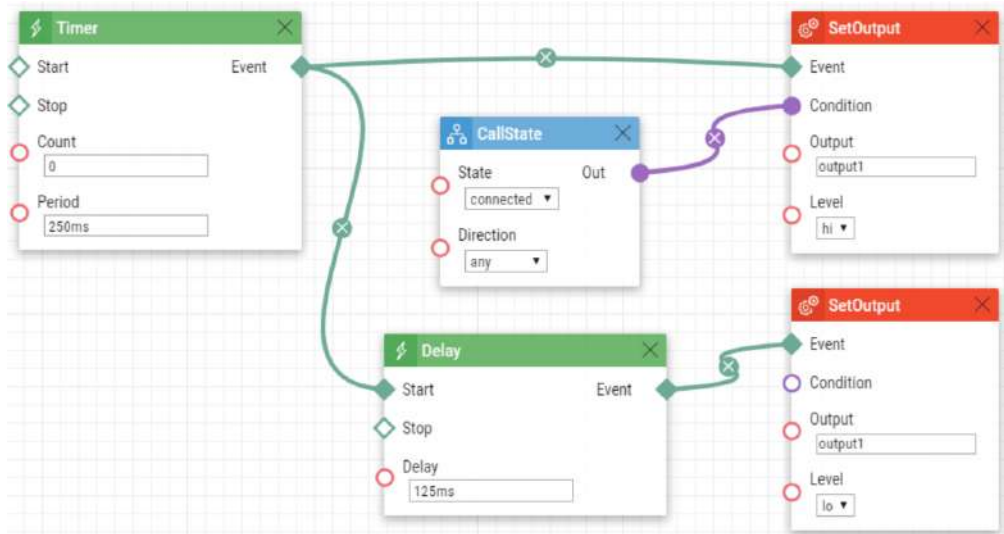 Timer
Start Event
Stop
Count
0
Period
250ms
CallState
State Out
connected
Direction
any
Delay
Start Event
Stop
Delay
125ms
SetOutput
Event
Condition
Output
output1
Level
hi
SetOutput
Event
Condition
Output
output1
Level
lo